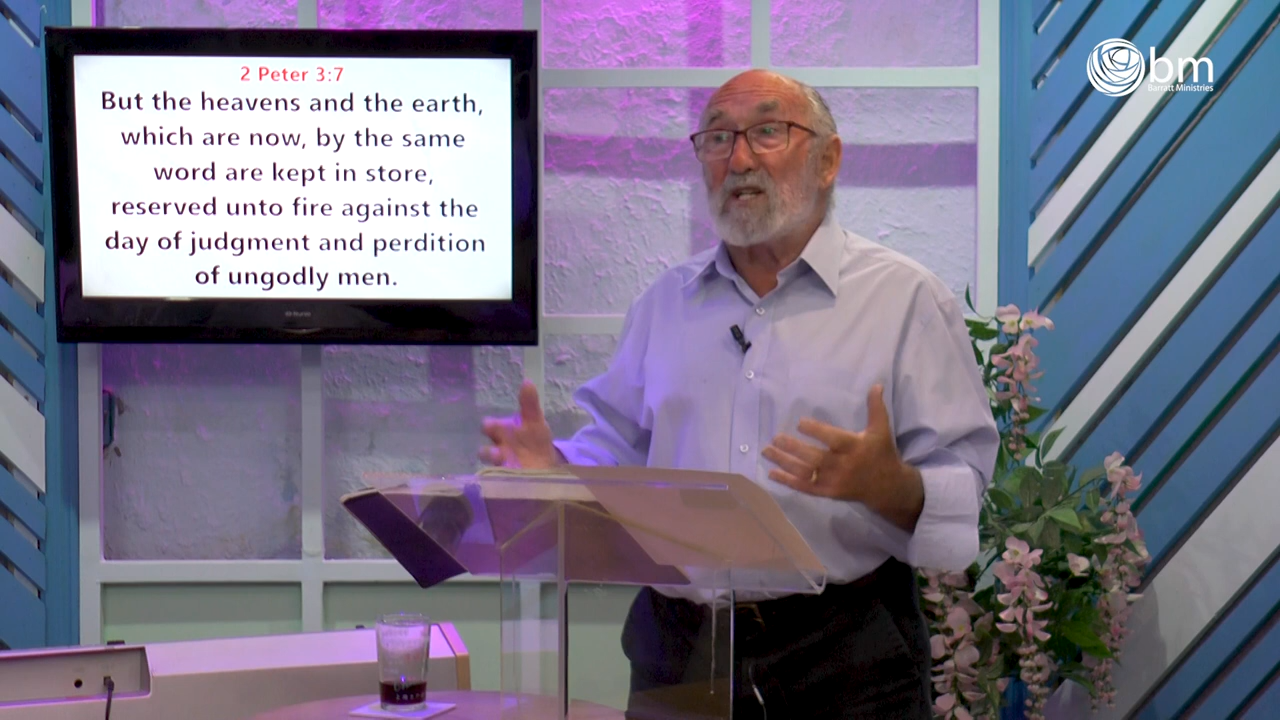 2 Peter 3:7
But the heavens and the earth,
which are now, by the same
word are kept in store,
reserved unto fire against the
day of judgment and perdition
of ungodly men.
bm
Barratt Ministries